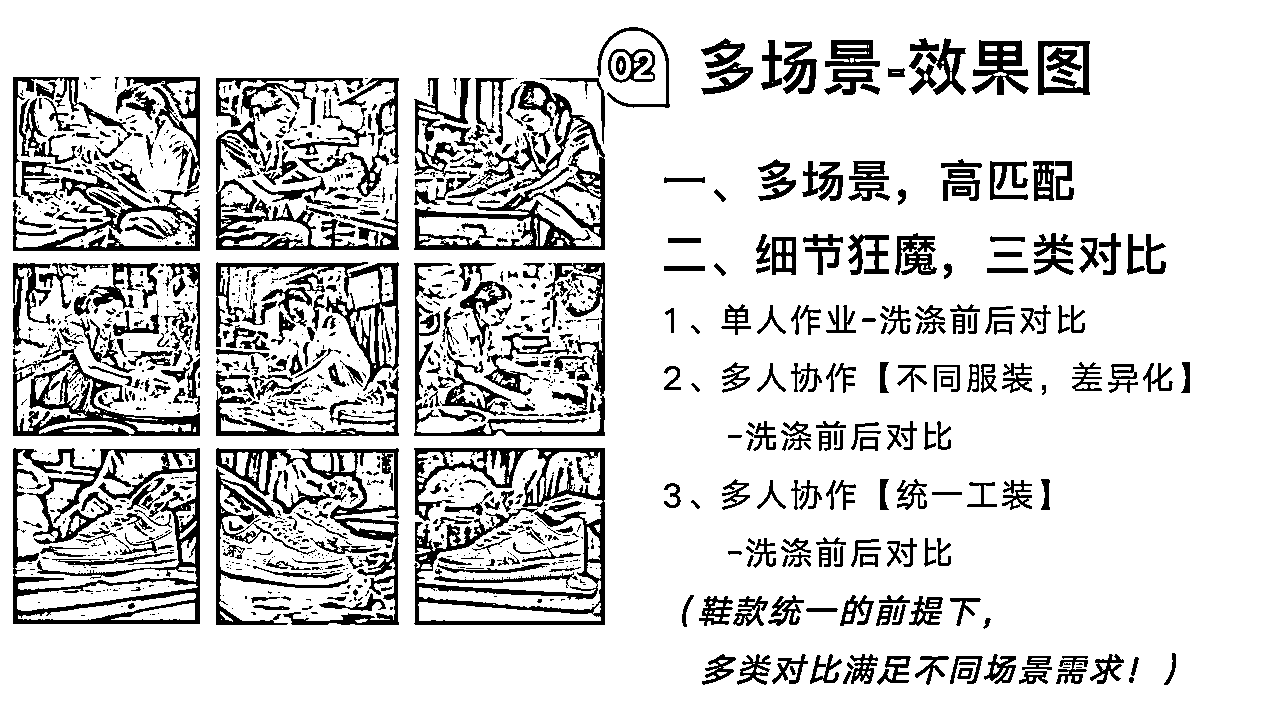 02
多场景-效果图
一、多场景，高匹配
二、细节狂魔，三类对比
1、单人作业-洗涤前后对比
2、多人协作【不同服装，差异化】
-洗涤前后对比
3、多人协作【统一工装】
-洗涤前后对比
（鞋款统一的前提下，
多类对比满足不同场景需求！）